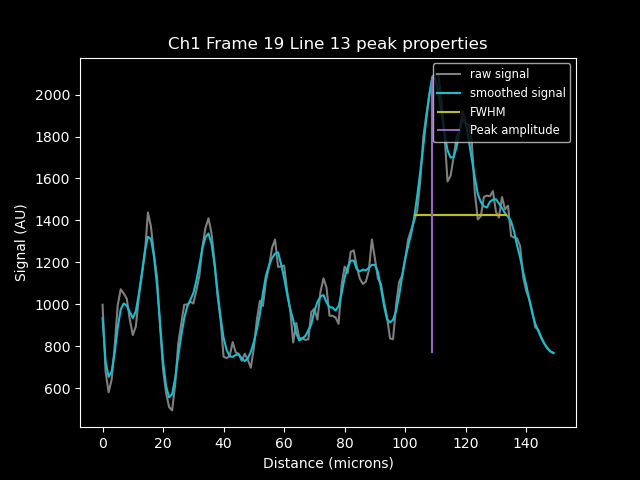 Ch1 Frame 19 Line 13 peak properties
raw signal
smoothed signal
FWHM
Peak amplitude
Signal (AU)
2000
1800
1600
1400
1200
1000
800
600
0 20 40 60 80 100 120 140
Distance (microns)